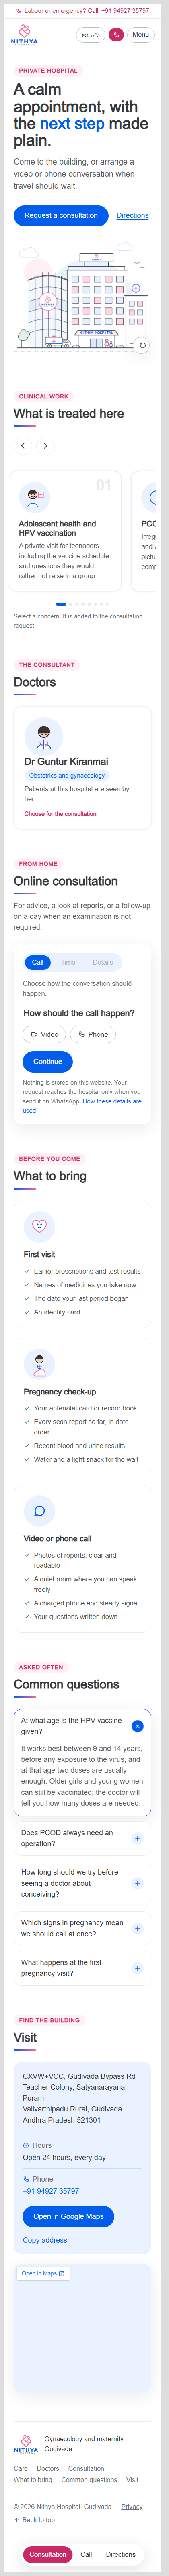 Labour or emergency? Call +91 94927 37795
NITHYA
HOSPITAL
తెలుగు
Menu
PRIVATE HOSPITAL
A calm
appointment, with
the next step made
plain.
Come to the building, or arrange a
video or phone conversation when
travel would wait.
Request a consultation
Directions
NITHYA
NITHYA HOSPITAL
CLINICAL WORK
What is treated here
01
Adolescent health and
HPV vaccination
A private visit for teenagers,
including the vaccine schedule
and questions they would
rather not raise in a group.
Select a concern. It is added to the consultation
request.
THE CONSULTANT
Doctors
Dr Guntur Kiranmai
Obstetrics and gynaecology
Patients at this hospital are seen by
her.
Choose for the consultation
FROM HOME
Online consultation
For advice, a look at reports, or a follow-up
on a day when an examination is not
required.
Call
Time
Details
Choose how the conversation should
happen.
How should the call happen?
Video
Phone
Continue
Nothing is stored on this website. Your
request reaches the hospital only when you
send it on WhatsApp. How these details are
used
BEFORE YOU COME
What to bring
First visit
Earlier prescriptions and test results
Names of medicines you take now
The date your last period began
An identity card
Pregnancy check-up
Your antenatal card or record book
Every scan report so far, in date
order
Recent blood and urine results
Water and a light snack for the wait
Video or phone call
Photos of reports, clear and
readable
A quiet room where you can speak
freely
A charged phone and steady signal
Your questions written down
ASKED OFTEN
Common questions
At what age is the HPV vaccine
given?
It works best between 9 and 14 years,
before any exposure to the virus, and
at that age two doses are usually
enough. Older girls and young women
can still be vaccinated; the doctor will
tell you how many doses are needed.
Does PCOD always need an
operation?
How long should we try before
seeing a doctor about
conceiving?
Which signs in pregnancy mean
we should call at once?
What happens at the first
pregnancy visit?
FIND THE BUILDING
Visit
CXVW+VCC, Gudivada Bypass Rd
Teacher Colony, Satyanarayana
Puram
Valivarthipadu Rural, Gudivada
Andhra Pradesh 521301
Hours
Open 24 hours, every day
Phone
+91 94927 37795
Open in Google Maps
Copy address
Open in Maps
NITHYA
HOSPITAL
Gynaecology and maternity,
Gudivada
Care
Doctors
Consultation
What to bring
Common questions
Visit
© 2026 Nithya Hospital, Gudivada
Privacy
Back to top
Consultation
Call
Directions